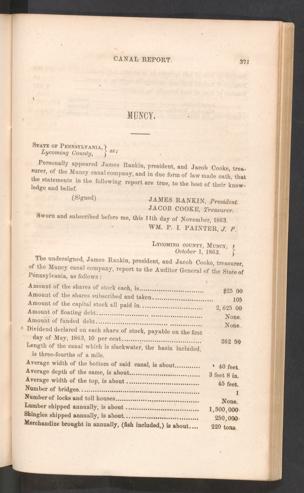 CANAL REPORT. 371
MUNCY.
STATE OF PENNSYLVANIA, } ss:
Lycoming County, }
Personally appeared James Rankin, president, and Jacob Cooke, trea-
surer, of the Muncy canal company, and in due form of law made oath, that
the statements in the following report are true, to the best of their know-
ledge and belief.
(Signed) JAMES RANKIN, President.
JACOB COOKE, Treasurer.
Sworn and subscribed before me, this 11th day of November, 1863.
WM. P. I. PAINTER, J. P.
LYCOMING COUNTY, MUNCY, }
October 1, 1863. }
The undersigned, James Rankin, president, and Jacob Cooke, treasurer,
of the Muncy canal company, report to the Auditor General of the State of
Pennsylvania, as follows:
Amount of the shares of stock each, is $25 00
Amount of the shares subscribed and taken 105
Amount of the capital stock all paid in 2,625 00
Amount of floating debt None.
Amount of funded debt None.
Dividend declared on each share of stock, payable on the first
day of May, 1863, 10 per cent 262 50
Length of the canal which is slackwater, the basin included,
is three-fourths of a mile.
Average width of the bottom of said canal, is about 40 feet.
Average depth of the same, is about 3 feet 8 in.
Average width of the top, is about 45 feet.
Number of bridges 1
Number of locks and toll houses None.
Lumber shipped annually, is about 1,500,000
Shingles shipped annually, is about 250,000
Merchandize brought in annually, (fish included,) is about 220 tons.